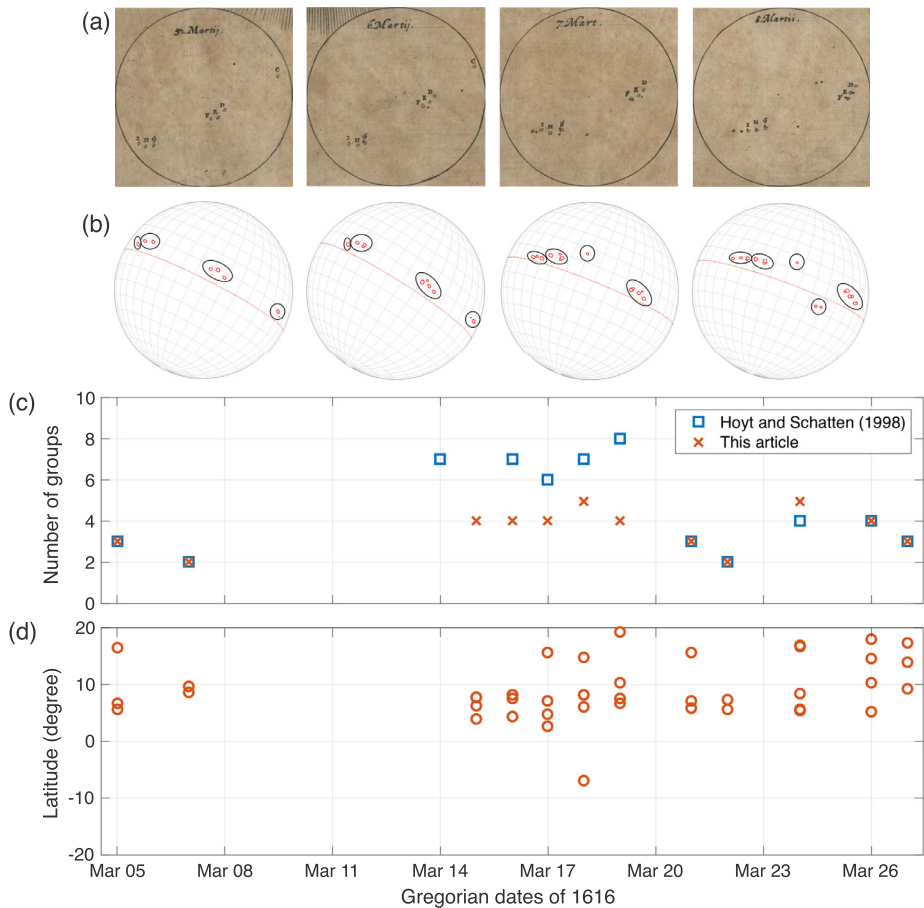 (a)
5. Martij.
6. Martij.
7. Mart.
8. Martij.
C
D
E
F
I H G
C
D
E
F
I H G
D
E
F
I H G
D
E
F
I H G
(b)
(c)
Number of groups
10
8
6
4
2
0
Hoyt and Schatten (1998)
This article
(d)
Latitude (degree)
20
10
0
-10
-20
Mar 05 Mar 08 Mar 11 Mar 14 Mar 17 Mar 20 Mar 23 Mar 26
Gregorian dates of 1616